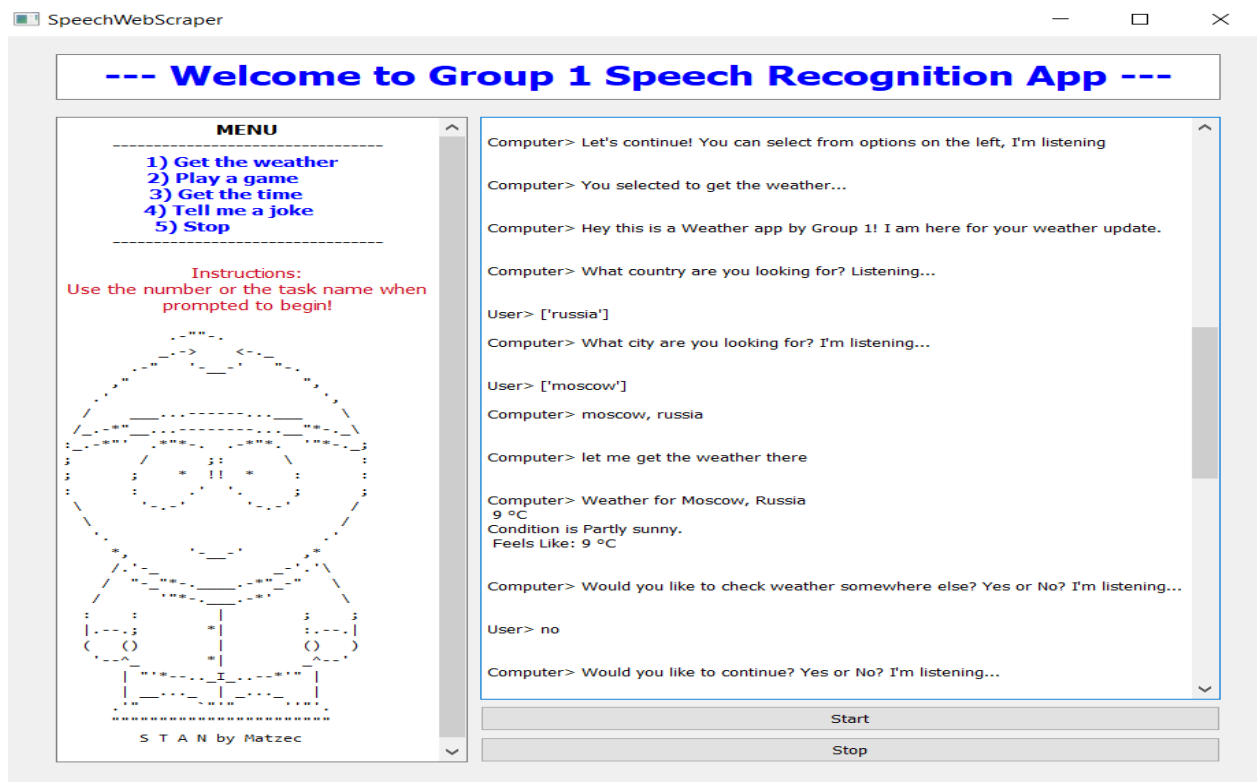 SpeechWebScraper
--- Welcome to Group 1 Speech Recognition App ---
MENU
--------------------------------
1) Get the weather
2) Play a game
3) Get the time
4) Tell me a joke
5) Stop
--------------------------------
Instructions:
Use the number or the task name when
prompted to begin!
S T A N by Matzec
Computer> Let's continue! You can select from options on the left, I'm listening
Computer> You selected to get the weather...
Computer> Hey this is a Weather app by Group 1! I am here for your weather update.
Computer> What country are you looking for? Listening...
User> ['russia']
Computer> What city are you looking for? I'm listening...
User> ['moscow']
Computer> moscow, russia
Computer> let me get the weather there
Computer> Weather for Moscow, Russia
9 °C
Condition is Partly sunny.
Feels Like: 9 °C
Computer> Would you like to check weather somewhere else? Yes or No? I'm listening...
User> no
Computer> Would you like to continue? Yes or No? I'm listening...
Start
Stop